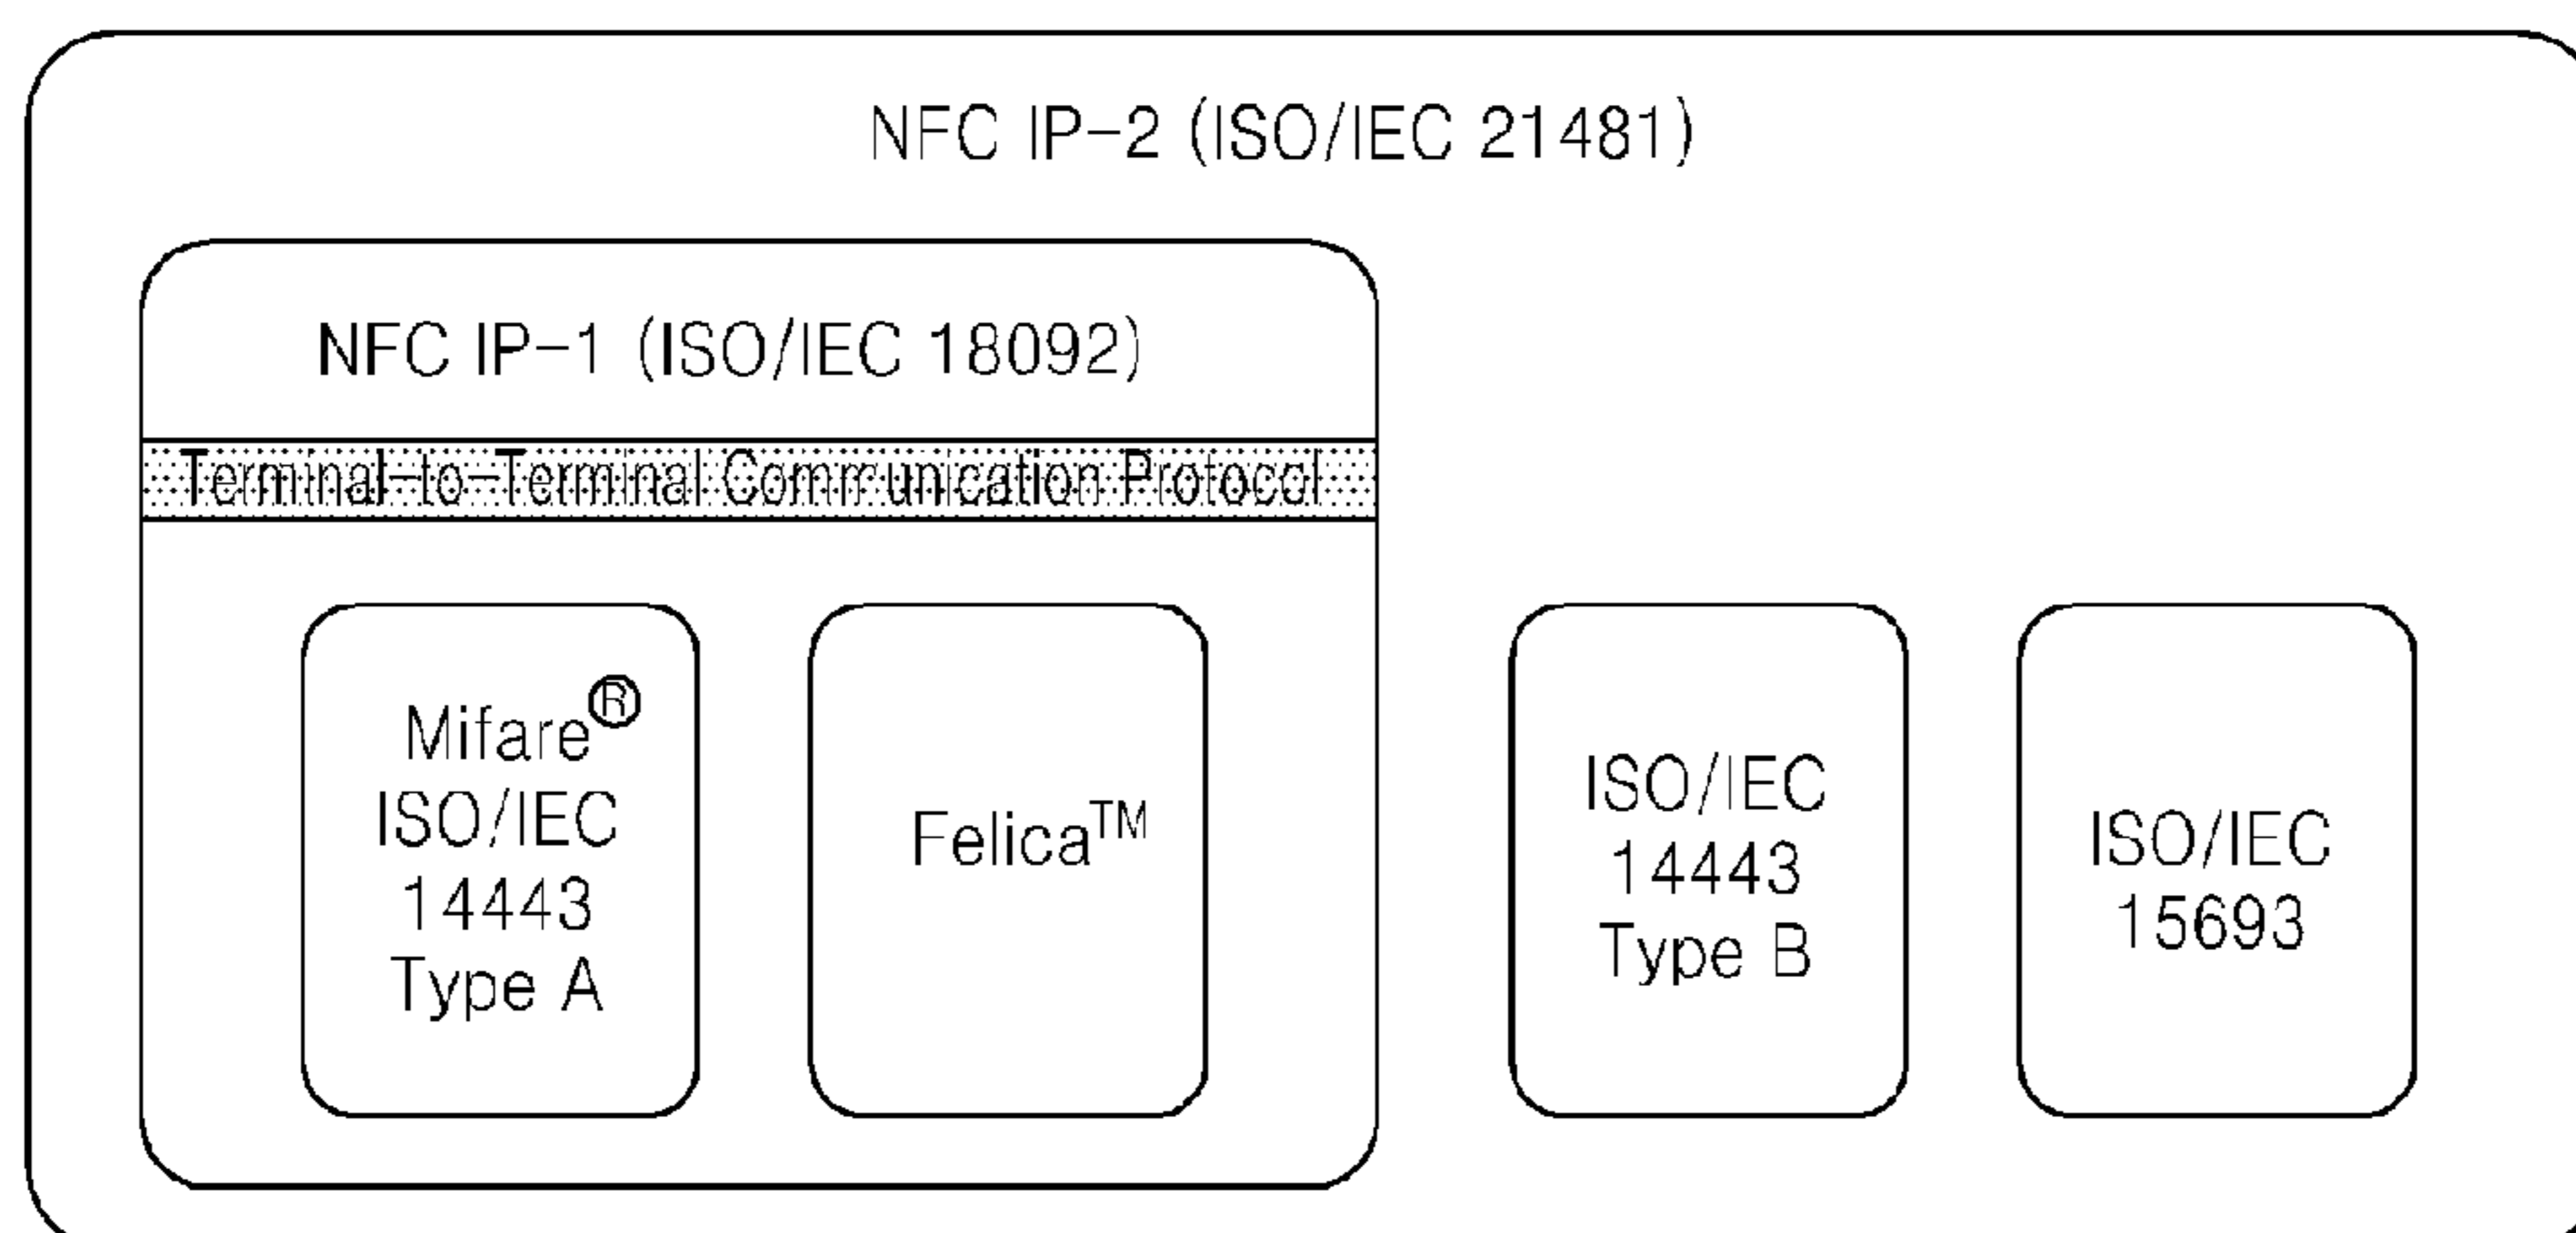 NFC IP-2 (ISO/IEC 21481)
NFC IP-1 (ISO/IEC 18092)
Terminal-to-Terminal Communication Protocol
Mifare®
ISO/IEC
14443
Type A
Felica™
ISO/IEC
14443
Type B
ISO/IEC
15693